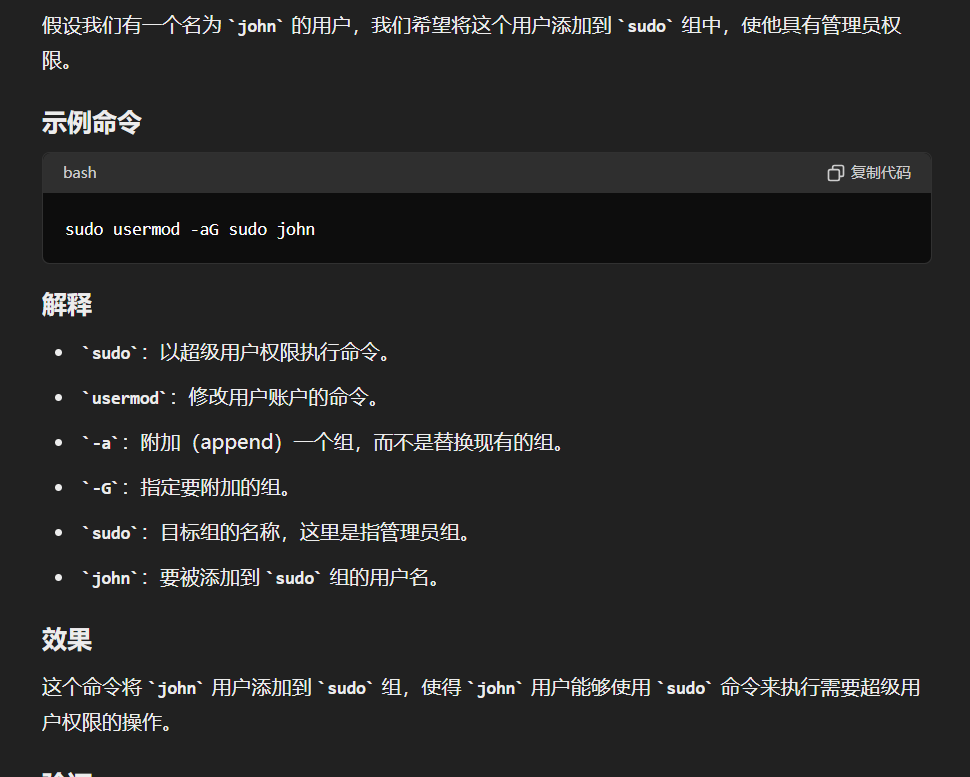 假设我们有一个名为 `john` 的用户，我们希望将这个用户添加到 `sudo` 组中，使他具有管理员权
限。
示例命令
bash
复制代码
sudo usermod -aG sudo john
解释
• `sudo`：以超级用户权限执行命令。
• `usermod`：修改用户账户的命令。
• `-a`：附加（append）一个组，而不是替换现有的组。
• `-G`：指定要附加的组。
• `sudo`：目标组的名称，这里是指管理员组。
• `john`：要被添加到 `sudo` 组的用户名。
效果
这个命令将 `john` 用户添加到 `sudo` 组，使得 `john` 用户能够使用 `sudo` 命令来执行需要超级用
户权限的操作。